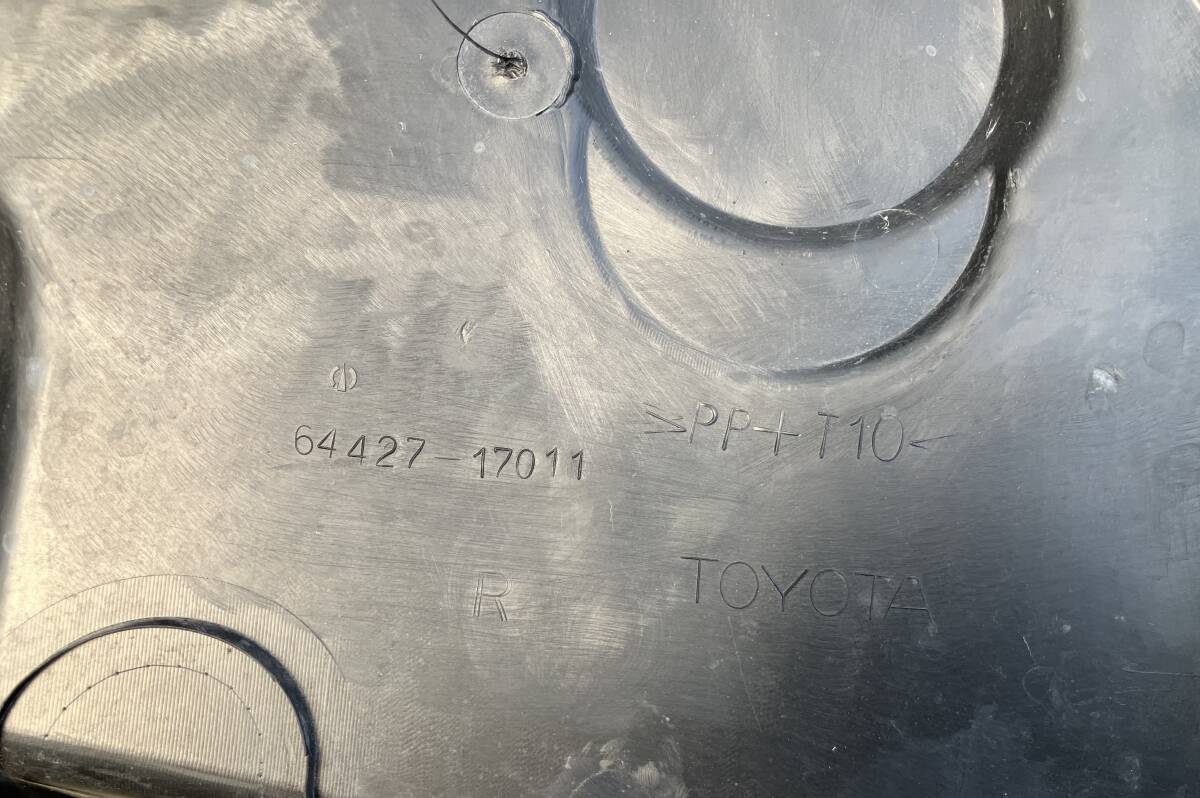 64427-17011
>PP+T10<
R
TOYOTA